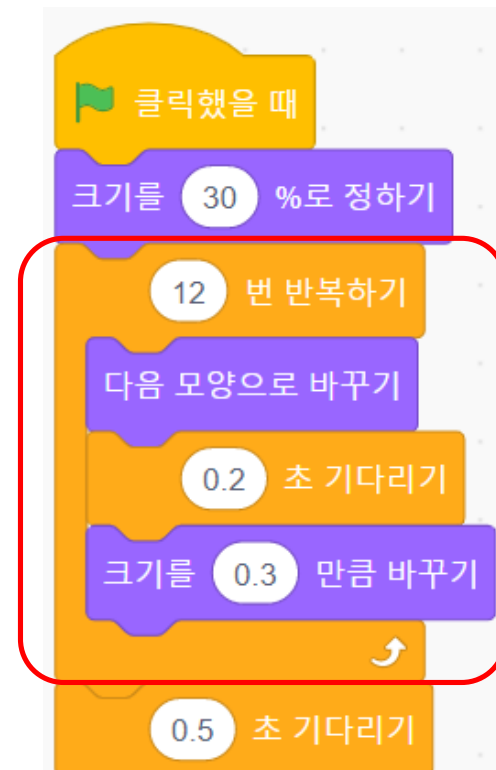 클릭했을 때
크기를 30 %로 정하기
12 번 반복하기
다음 모양으로 바꾸기
0.2 초 기다리기
크기를 0.3 만큼 바꾸기
0.5 초 기다리기